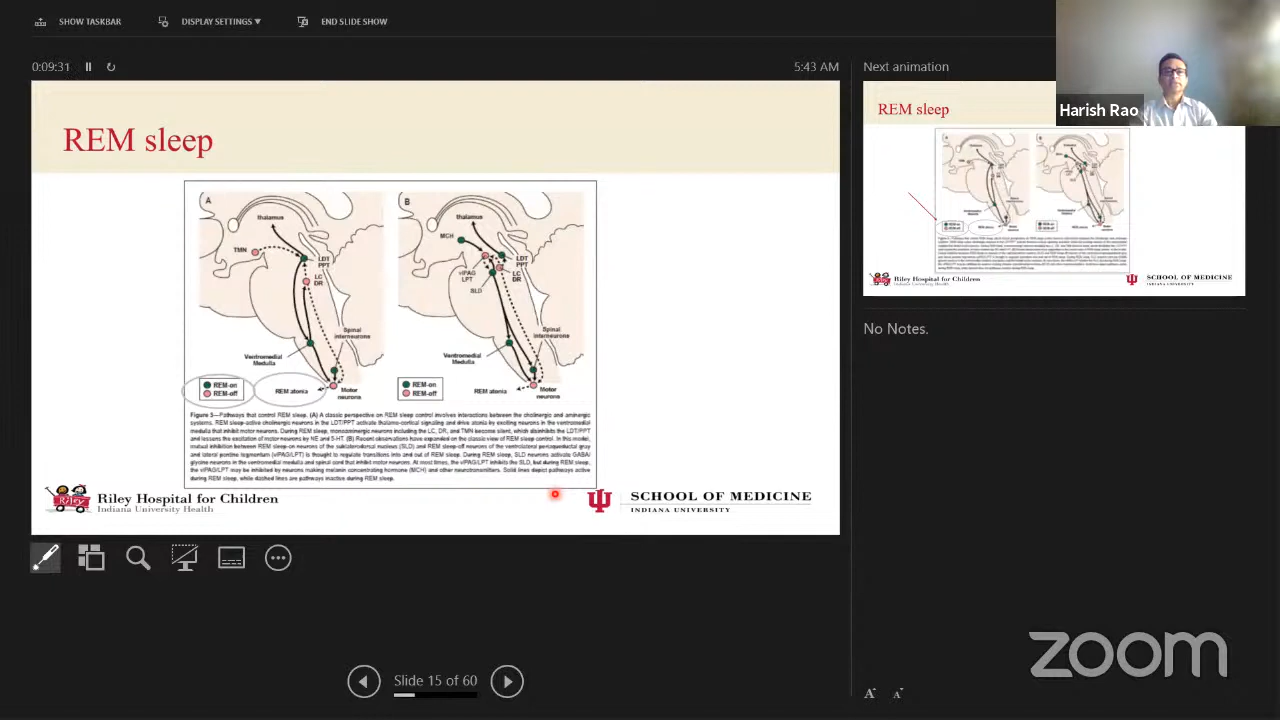 SHOW TASKBAR
DISPLAY SETTINGS ▼
END SLIDE SHOW
0:09:31
5:43 AM
REM sleep
A
thalamus
TMN
LDT
PPT
LC
DR
Spinal
interneurons
Ventromedial
Medulla
REM-on
REM-off
REM atonia
Motor
neurons
B
thalamus
MCH
LDT
PPT
vlPAG
LPT
LC
DR
SLD
Spinal
interneurons
Ventromedial
Medulla
REM-on
REM-off
REM atonia
Motor
neurons
Figure 5—Pathways that control REM sleep. (A) A classic perspective on REM sleep control involves interactions between the cholinergic and aminergic
systems. REM sleep-active cholinergic neurons in the LDT/PPT activate thalamo-cortical signaling and drive atonia by exciting neurons in the ventromedial
medulla that inhibit motor neurons. During REM sleep, monoaminergic neurons including the LC, DR, and TMN become silent, which disinhibits the LDT/PPT
and lessens the excitation of motor neurons by NE and 5-HT. (B) Recent observations have expanded on the classic view of REM sleep control. In this model,
mutual inhibition between REM sleep-on neurons of the sublaterodorsal nucleus (SLD) and REM sleep-off neurons of the ventrolateral periaqueductal grey
and lateral pontine tegmentum (vlPAG/LPT) is thought to regulate transitions into and out of REM sleep. During REM sleep, SLD neurons activate GABA/
glycine neurons in the ventromedial medulla and spinal cord that inhibit motor neurons. At most times, the vlPAG/LPT inhibits the SLD, but during REM sleep,
the vlPAG/LPT may be inhibited by neurons making melanin concentrating hormone (MCH) and other neurotransmitters. Solid lines depict pathways active
during REM sleep, while dashed lines are pathways inactive during REM sleep.
Riley
Riley Hospital for Children
Indiana University Health
SCHOOL OF MEDICINE
INDIANA UNIVERSITY
Slide 15 of 60
Next animation
REM sleep
Riley Hospital for Children
SCHOOL OF MEDICINE
INDIANA UNIVERSITY
Harish Rao
No Notes.
zoom
A
A